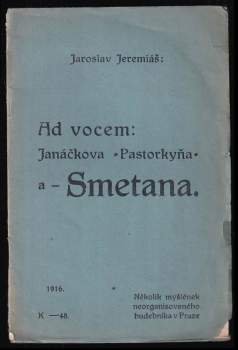 Jaroslav Jeremiáš:
Ad vocem:
Janáčkova "Pastorkyňa"
a – Smetana.
1916.
Několik myšlének
neorganisovaného
hudebníka v Praze
K —48.